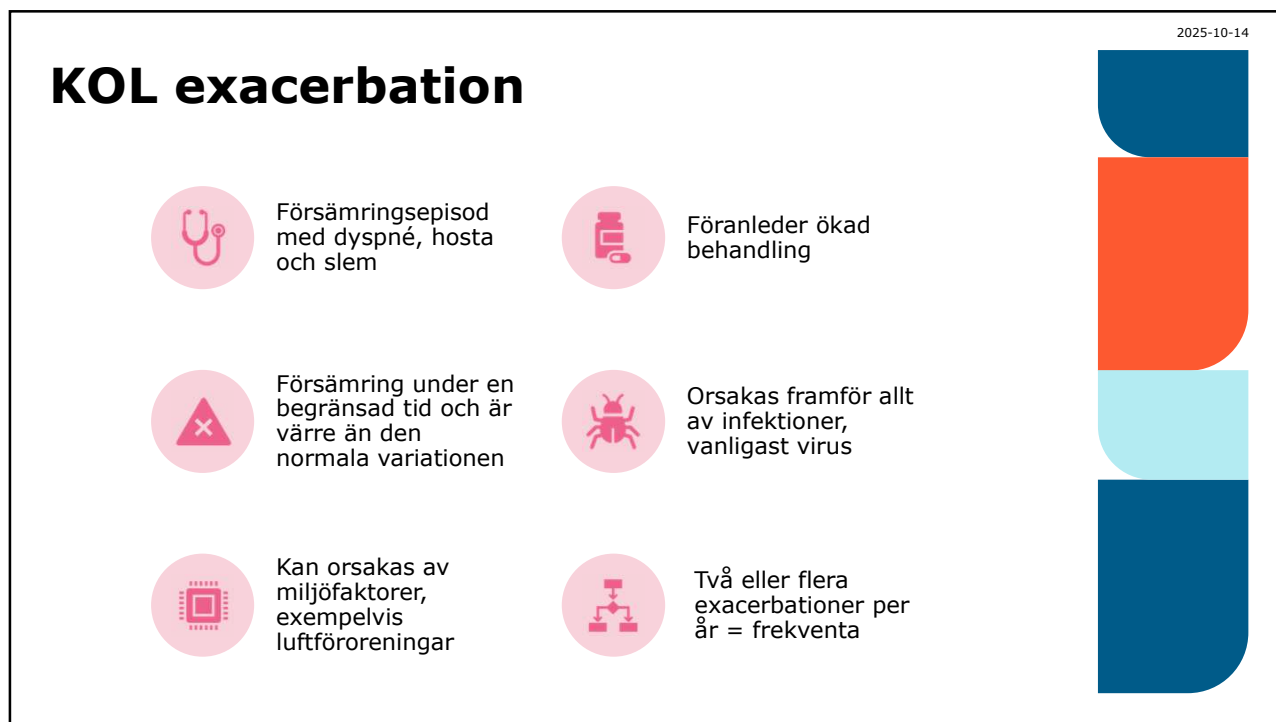 2025-10-14
KOL exacerbation
Försämringsepisod
med dyspné, hosta
och slem
Föranleder ökad
behandling
Försämring under en
begränsad tid och är
värre än den
normala variationen
Orsakas framför allt
av infektioner,
vanligast virus
Kan orsakas av
miljöfaktorer,
exempelvis
luftföroreningar
Två eller flera
exacerbationer per
år = frekventa